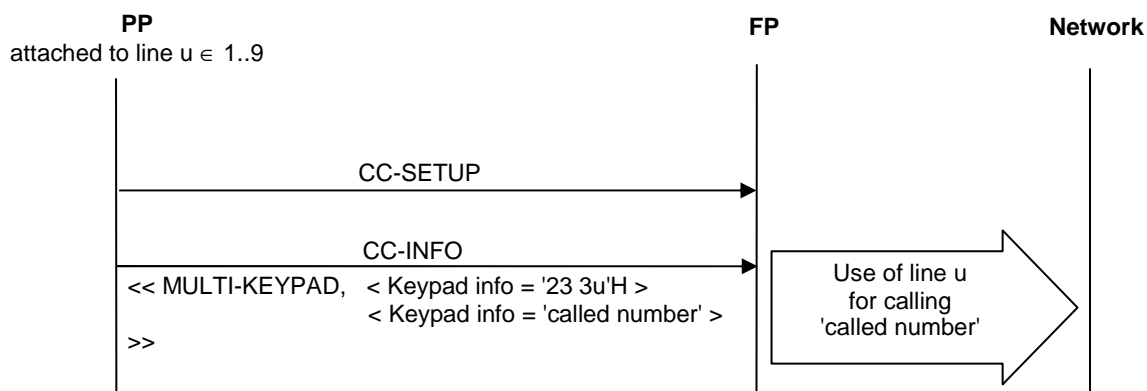 PP
FP
Network
attached to line u ∈ 1..9
CC-SETUP
CC-INFO
<< MULTI-KEYPAD, < Keypad info = '23 3u'H >
< Keypad info = 'called number' >
>>
Use of line u
for calling
'called number'